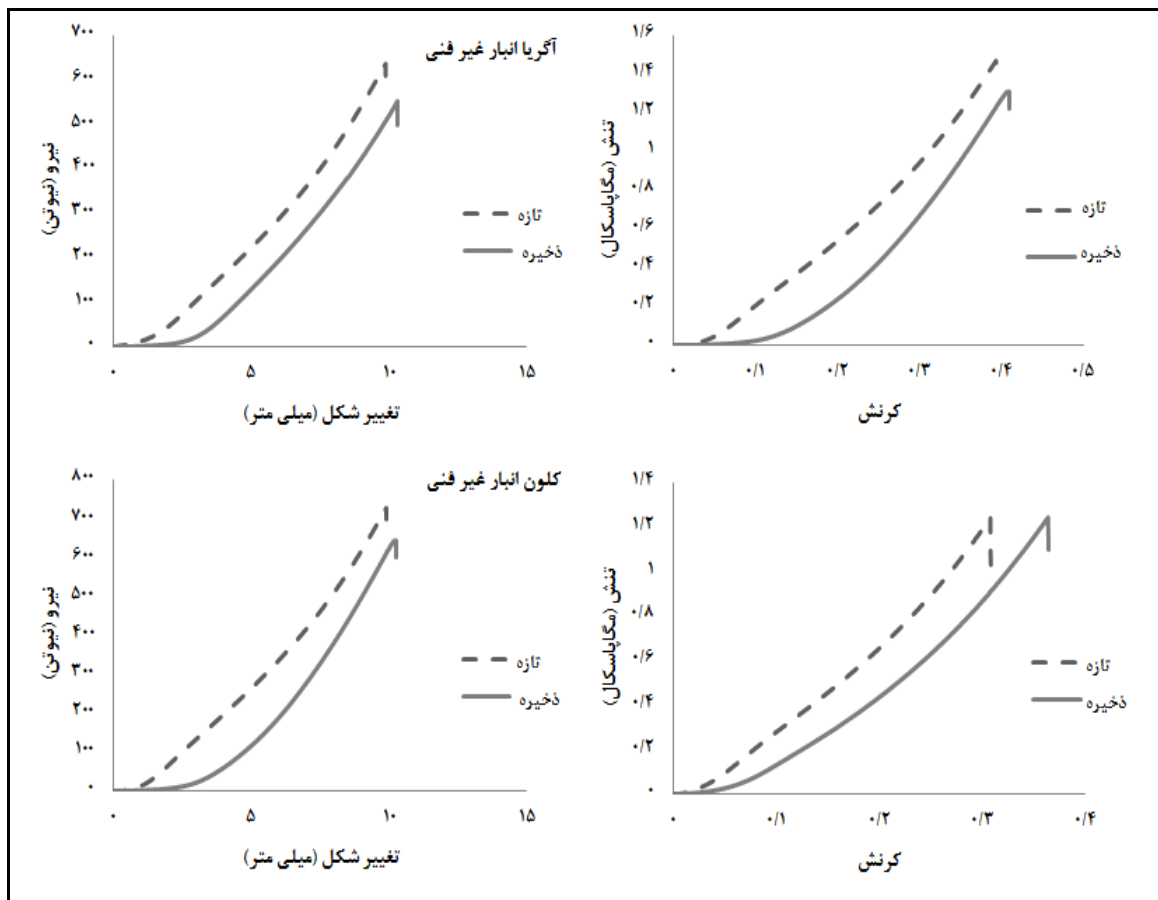 آگریا انبار غیر فنی
نیرو (نیوتن)
۷۰۰
۶۰۰
۵۰۰
۴۰۰
۳۰۰
۲۰۰
۱۰۰
۰
۰ ۵ ۱۰ ۱۵
تغییر شکل (میلی متر)
تازه
ذخیره
تنش (مگاپاسکال)
۱/۶
۱/۴
۱/۲
۱
۰/۸
۰/۶
۰/۴
۰/۲
۰
۰ ۰/۱ ۰/۲ ۰/۳ ۰/۴ ۰/۵
کرنش
تازه
ذخیره
کلون انبار غیر فنی
نیرو (نیوتن)
۸۰۰
۷۰۰
۶۰۰
۵۰۰
۴۰۰
۳۰۰
۲۰۰
۱۰۰
۰
۰ ۵ ۱۰ ۱۵
تغییر شکل (میلی متر)
تازه
ذخیره
تنش (مگاپاسکال)
۱/۴
۱/۲
۱
۰/۸
۰/۶
۰/۴
۰/۲
۰
۰ ۰/۱ ۰/۲ ۰/۳ ۰/۴
کرنش
تازه
ذخیره